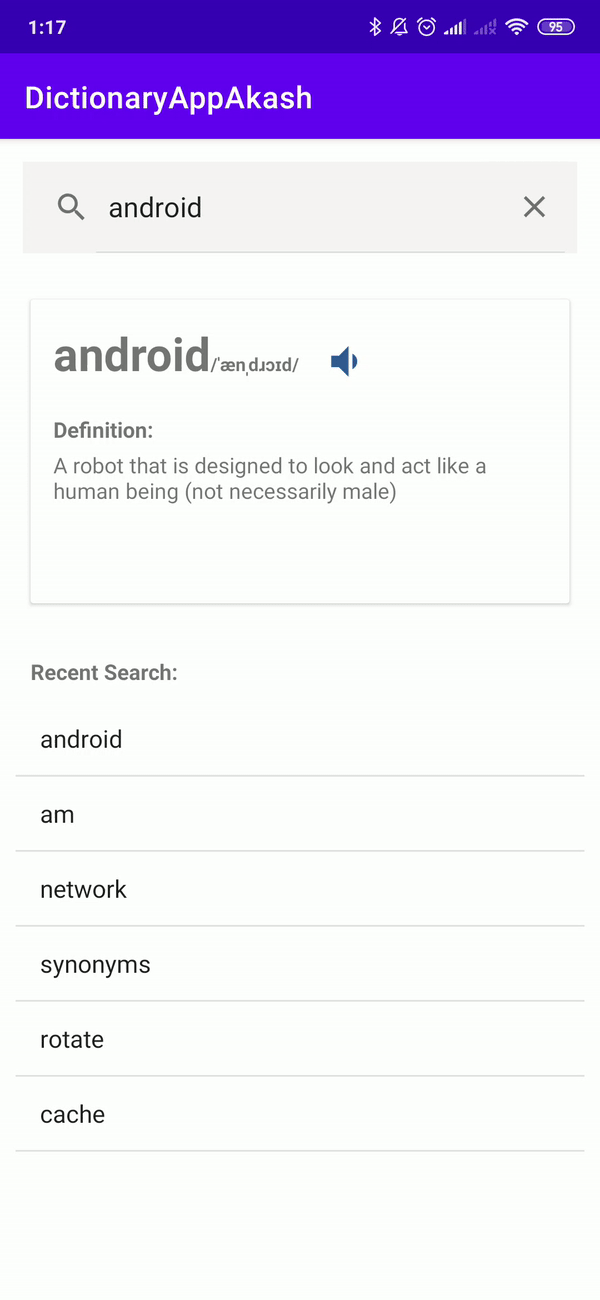 1:17
95
DictionaryAppAkash
android
android/ˈænˌdɹɔɪd/
Definition:
A robot that is designed to look and act like a
human being (not necessarily male)
Recent Search:
android
am
network
synonyms
rotate
cache